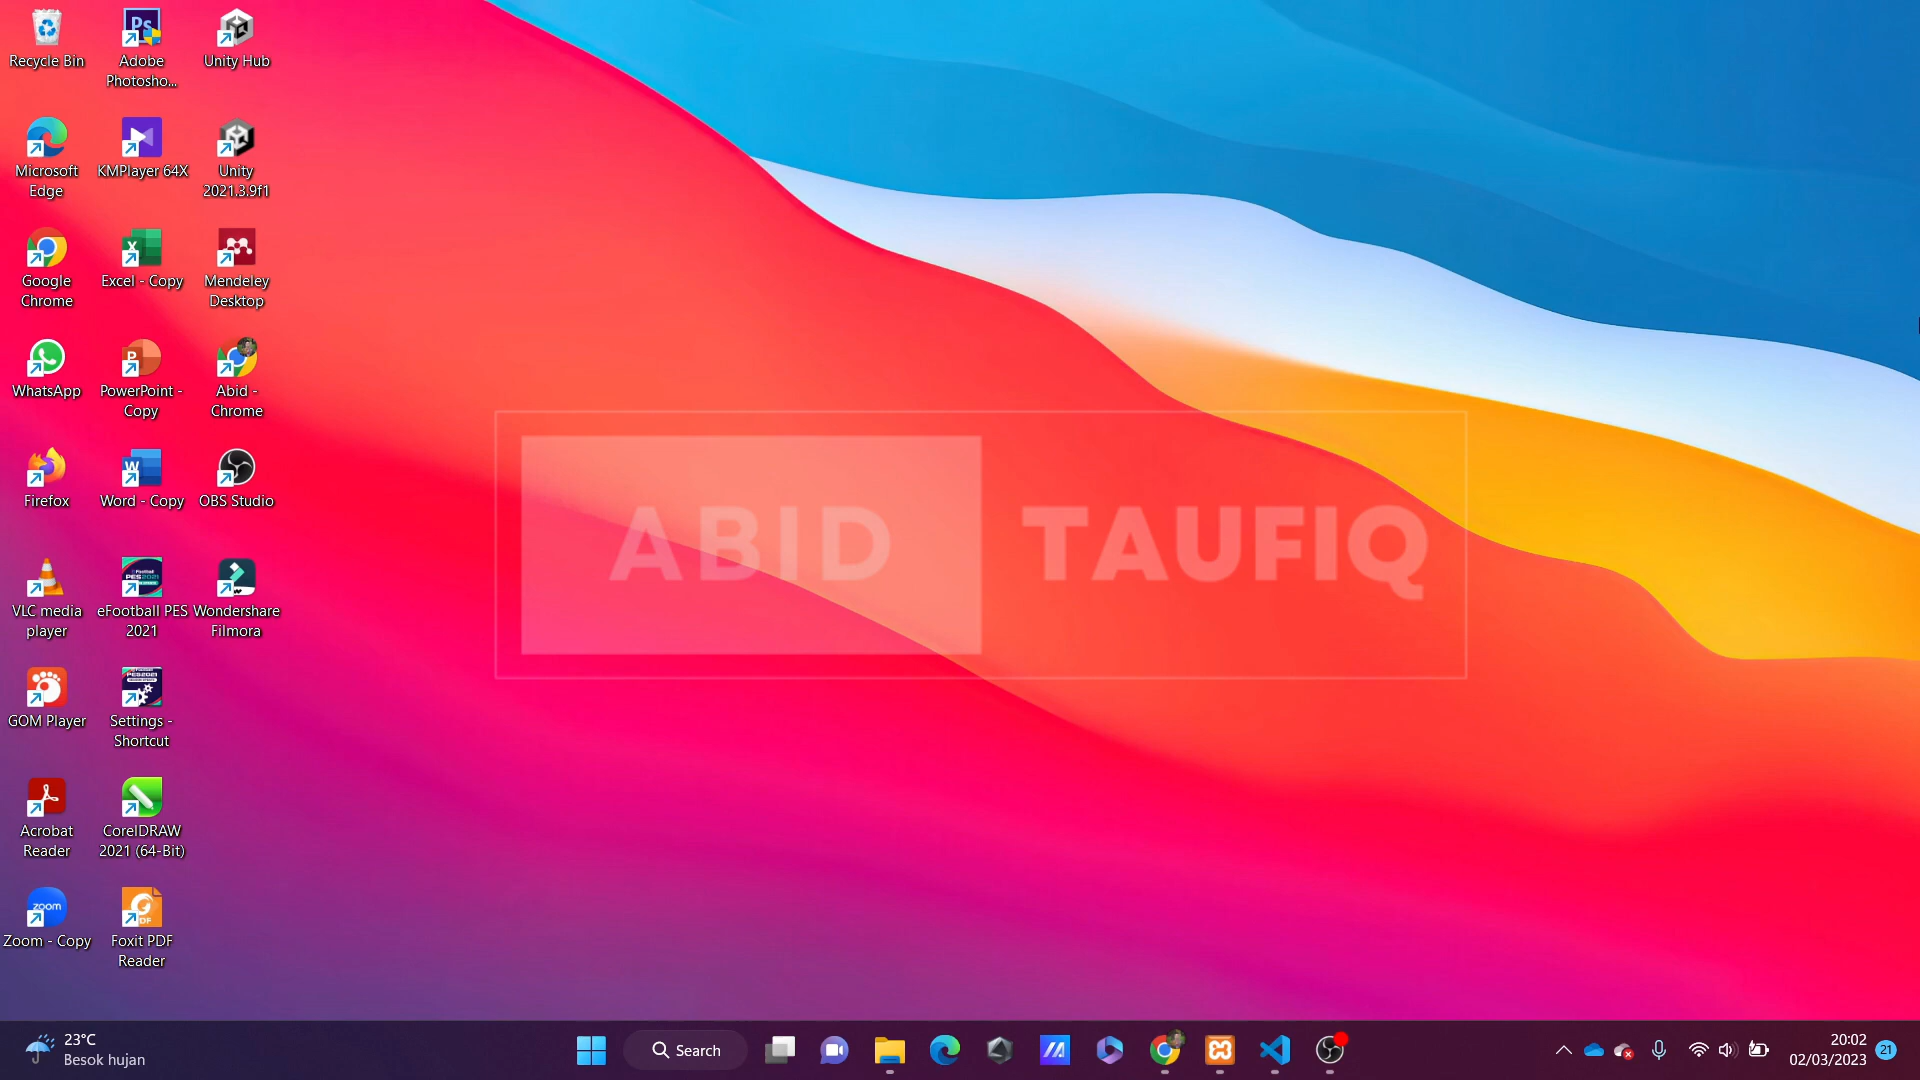 Recycle Bin
Adobe
Photosho...
Unity Hub
Microsoft
Edge
KMPlayer 64X
Unity
2021.3.9f1
Google
Chrome
Excel - Copy
Mendeley
Desktop
WhatsApp
PowerPoint -
Copy
Abid -
Chrome
Firefox
Word - Copy
OBS Studio
VLC media
player
eFootball PES
2021
Wondershare
Filmora
GOM Player
Settings -
Shortcut
Acrobat
Reader
CorelDRAW
2021 (64-Bit)
zoom
Zoom - Copy
Foxit PDF
Reader
ABID TAUFIQ
23°C
Besok hujan
Search
20:02
02/03/2023
21